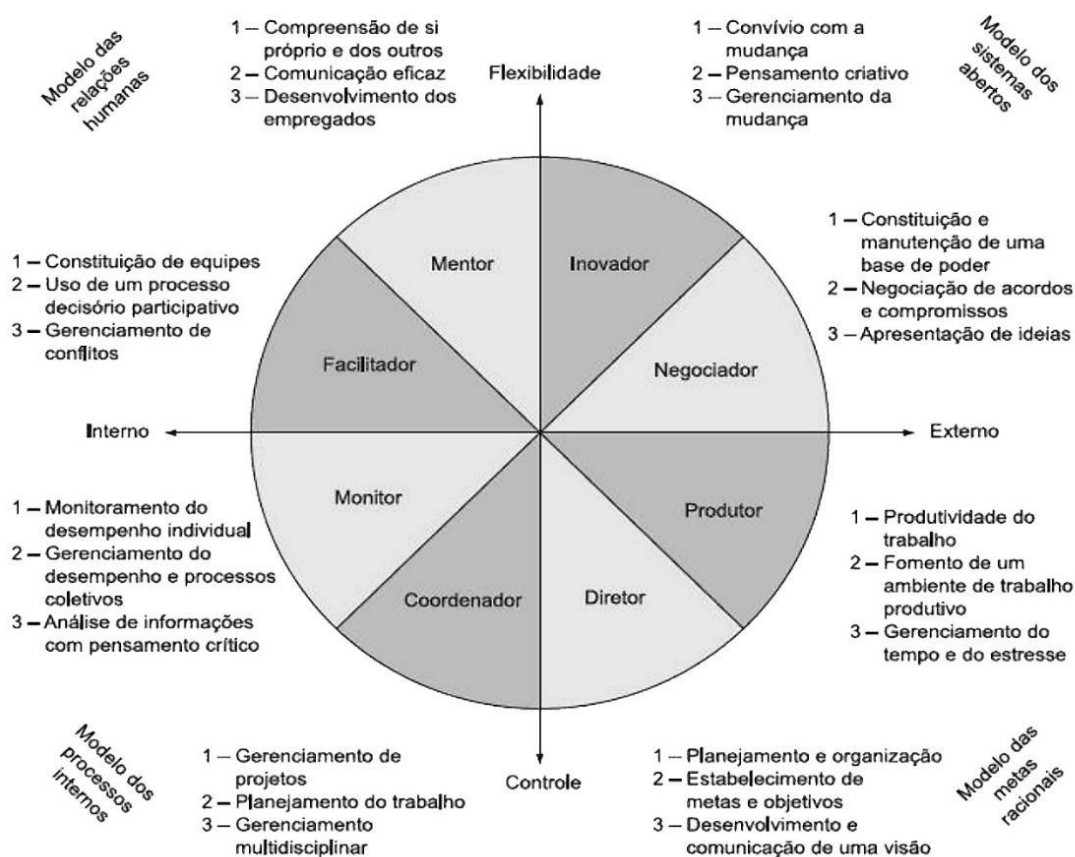 Modelo das
relações
humanas
1 – Compreensão de si
próprio e dos outros
2 – Comunicação eficaz
3 – Desenvolvimento dos
empregados
Flexibilidade
1 – Convívio com a
mudança
2 – Pensamento criativo
3 – Gerenciamento da
mudança
Modelo dos
sistemas
abertos
1 – Constituição de equipes
2 – Uso de um processo
decisório participativo
3 – Gerenciamento de
conflitos
Mentor
Inovador
1 – Constituição e
manutenção de uma
base de poder
2 – Negociação de acordos
e compromissos
3 – Apresentação de ideias
Facilitador
Negociador
Interno
Externo
1 – Monitoramento do
desempenho individual
2 – Gerenciamento do
desempenho e processos
coletivos
3 – Análise de informações
com pensamento crítico
Monitor
Produtor
Coordenador
Diretor
1 – Produtividade do
trabalho
2 – Fomento de um
ambiente de trabalho
produtivo
3 – Gerenciamento do
tempo e do estresse
Modelo dos
processos
internos
1 – Gerenciamento de
projetos
2 – Planejamento do trabalho
3 – Gerenciamento
multidisciplinar
Controle
1 – Planejamento e organização
2 – Estabelecimento de
metas e objetivos
3 – Desenvolvimento e
comunicação de uma visão
Modelo das
metas
racionais